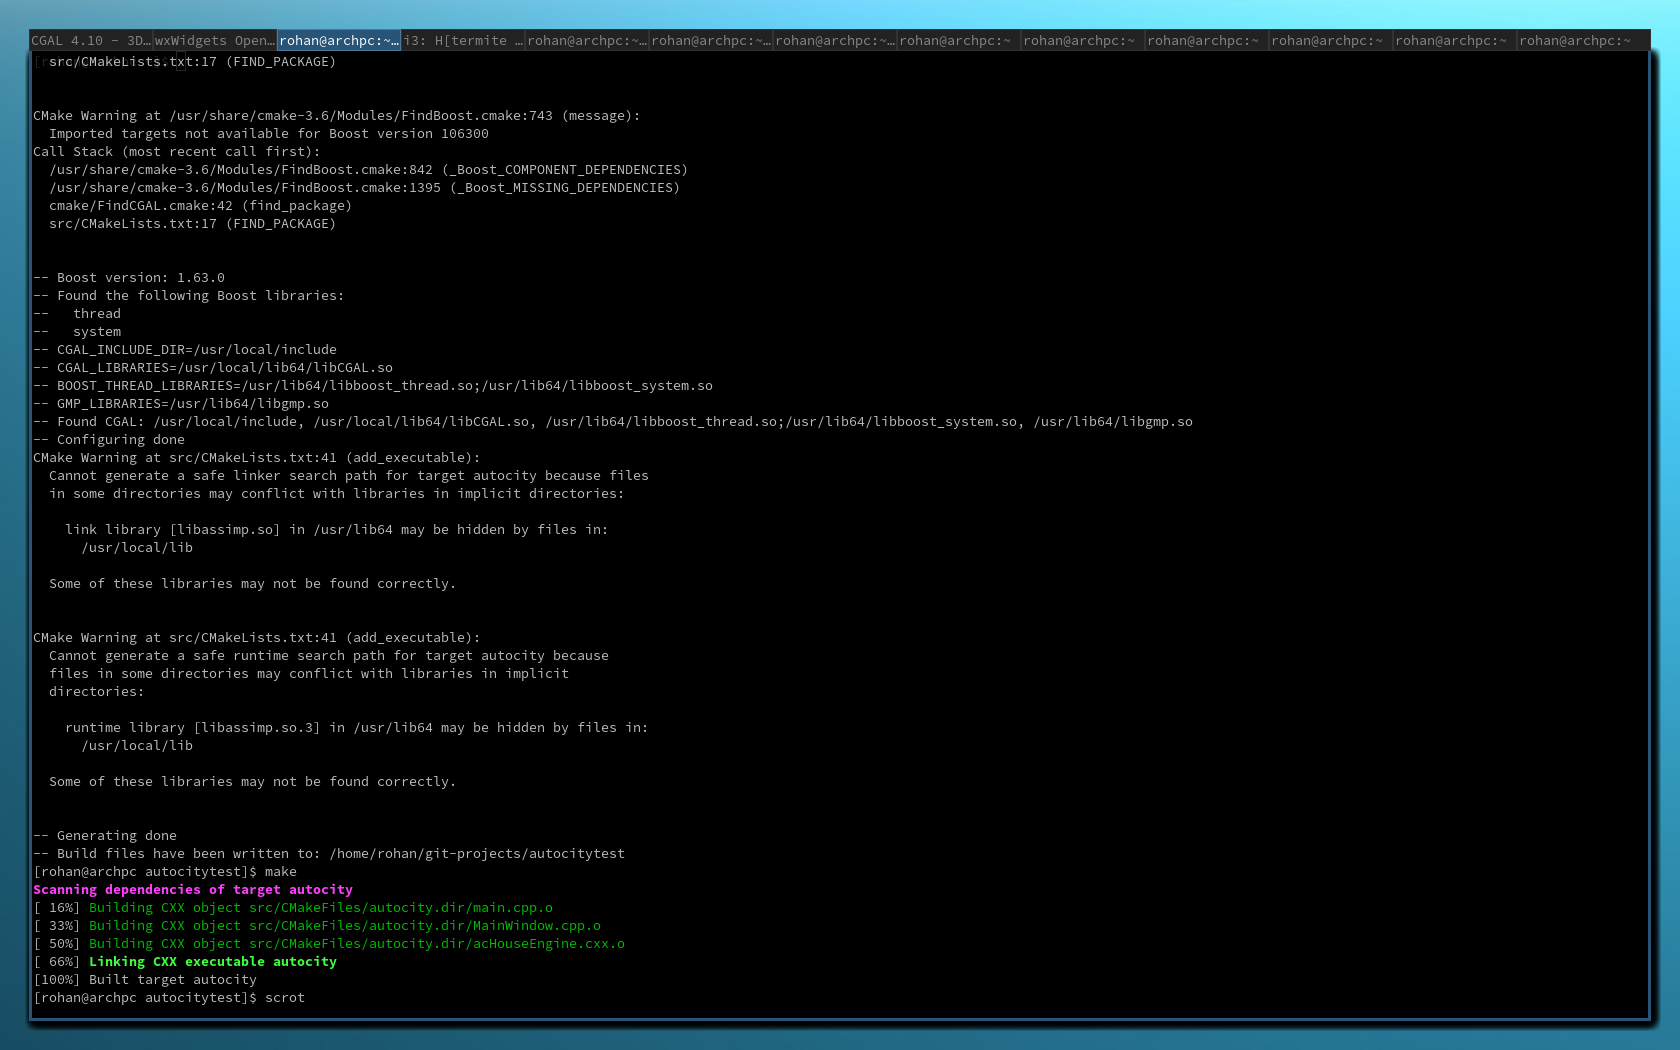 CGAL 4.10 - 3D… wxWidgets Open… rohan@archpc:~… i3: H[termite … rohan@archpc:~… rohan@archpc:~… rohan@archpc:~… rohan@archpc:~ rohan@archpc:~ rohan@archpc:~ rohan@archpc:~ rohan@archpc:~ rohan@archpc:~
src/CMakeLists.txt:17 (FIND_PACKAGE)
CMake Warning at /usr/share/cmake-3.6/Modules/FindBoost.cmake:743 (message):
Imported targets not available for Boost version 106300
Call Stack (most recent call first):
/usr/share/cmake-3.6/Modules/FindBoost.cmake:842 (_Boost_COMPONENT_DEPENDENCIES)
/usr/share/cmake-3.6/Modules/FindBoost.cmake:1395 (_Boost_MISSING_DEPENDENCIES)
cmake/FindCGAL.cmake:42 (find_package)
src/CMakeLists.txt:17 (FIND_PACKAGE)
-- Boost version: 1.63.0
-- Found the following Boost libraries:
--   thread
--   system
-- CGAL_INCLUDE_DIR=/usr/local/include
-- CGAL_LIBRARIES=/usr/local/lib64/libCGAL.so
-- BOOST_THREAD_LIBRARIES=/usr/lib64/libboost_thread.so;/usr/lib64/libboost_system.so
-- GMP_LIBRARIES=/usr/lib64/libgmp.so
-- Found CGAL: /usr/local/include, /usr/local/lib64/libCGAL.so, /usr/lib64/libboost_thread.so;/usr/lib64/libboost_system.so, /usr/lib64/libgmp.so
-- Configuring done
CMake Warning at src/CMakeLists.txt:41 (add_executable):
Cannot generate a safe linker search path for target autocity because files
in some directories may conflict with libraries in implicit directories:
link library [libassimp.so] in /usr/lib64 may be hidden by files in:
/usr/local/lib
Some of these libraries may not be found correctly.
CMake Warning at src/CMakeLists.txt:41 (add_executable):
Cannot generate a safe runtime search path for target autocity because
files in some directories may conflict with libraries in implicit
directories:
runtime library [libassimp.so.3] in /usr/lib64 may be hidden by files in:
/usr/local/lib
Some of these libraries may not be found correctly.
-- Generating done
-- Build files have been written to: /home/rohan/git-projects/autocitytest
[rohan@archpc autocitytest]$ make
Scanning dependencies of target autocity
[ 16%] Building CXX object src/CMakeFiles/autocity.dir/main.cpp.o
[ 33%] Building CXX object src/CMakeFiles/autocity.dir/MainWindow.cpp.o
[ 50%] Building CXX object src/CMakeFiles/autocity.dir/acHouseEngine.cxx.o
[ 66%] Linking CXX executable autocity
[100%] Built target autocity
[rohan@archpc autocitytest]$ scrot